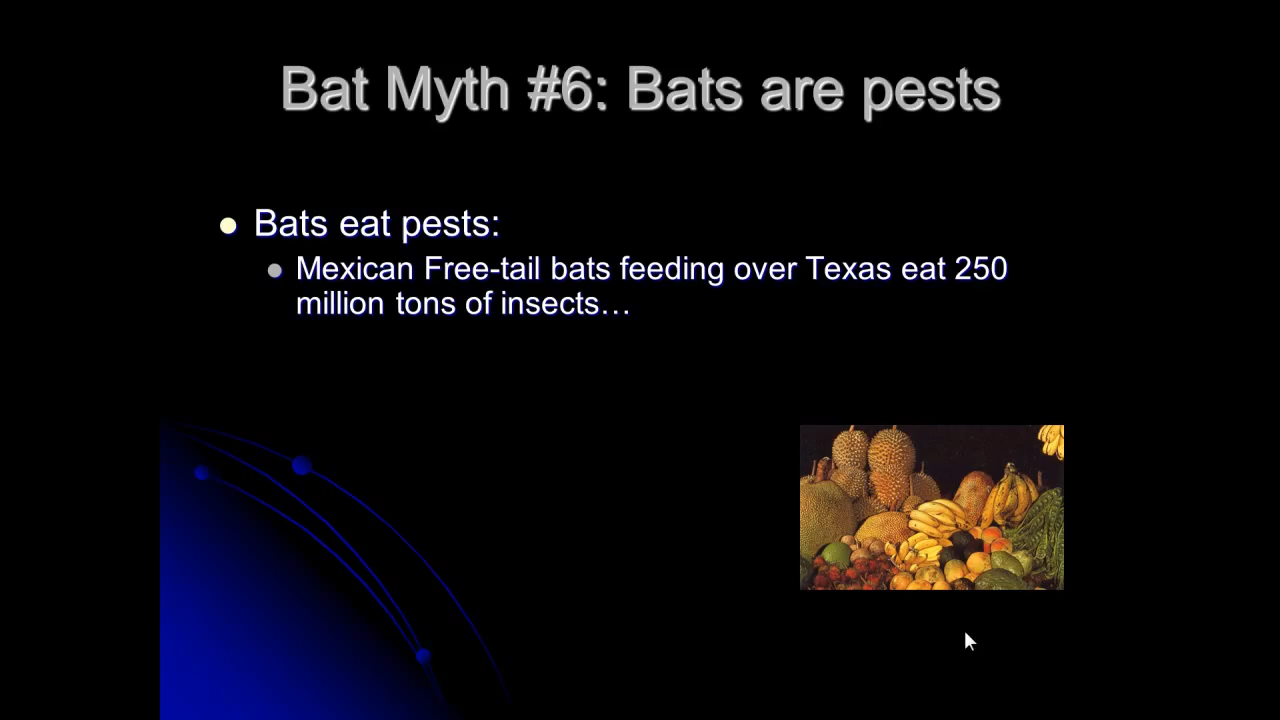 Bat Myth #6: Bats are pests
Bats eat pests:
Mexican Free-tail bats feeding over Texas eat 250
million tons of insects…